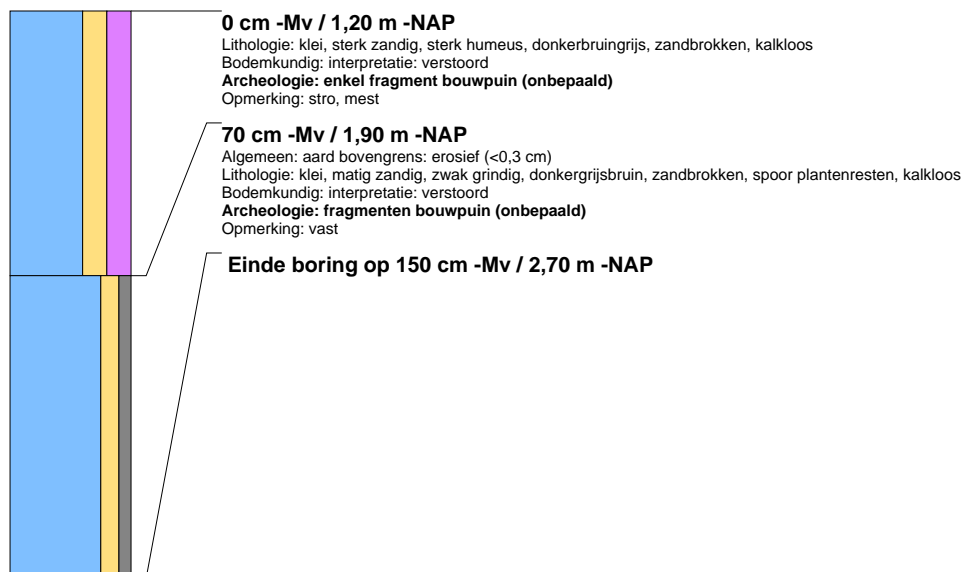 0 cm -Mv / 1,20 m -NAP
Lithologie: klei, sterk zandig, sterk humeus, donkerbruingrijs, zandbrokken, kalkloos
Bodemkundig: interpretatie: verstoord
Archeologie: enkel fragment bouwpuin (onbepaald)
Opmerking: stro, mest
70 cm -Mv / 1,90 m -NAP
Algemeen: aard bovengrens: erosief (<0,3 cm)
Lithologie: klei, matig zandig, zwak grindig, donkergrijsbruin, zandbrokken, spoor plantenresten, kalkloos
Bodemkundig: interpretatie: verstoord
Archeologie: fragmenten bouwpuin (onbepaald)
Opmerking: vast
Einde boring op 150 cm -Mv / 2,70 m -NAP